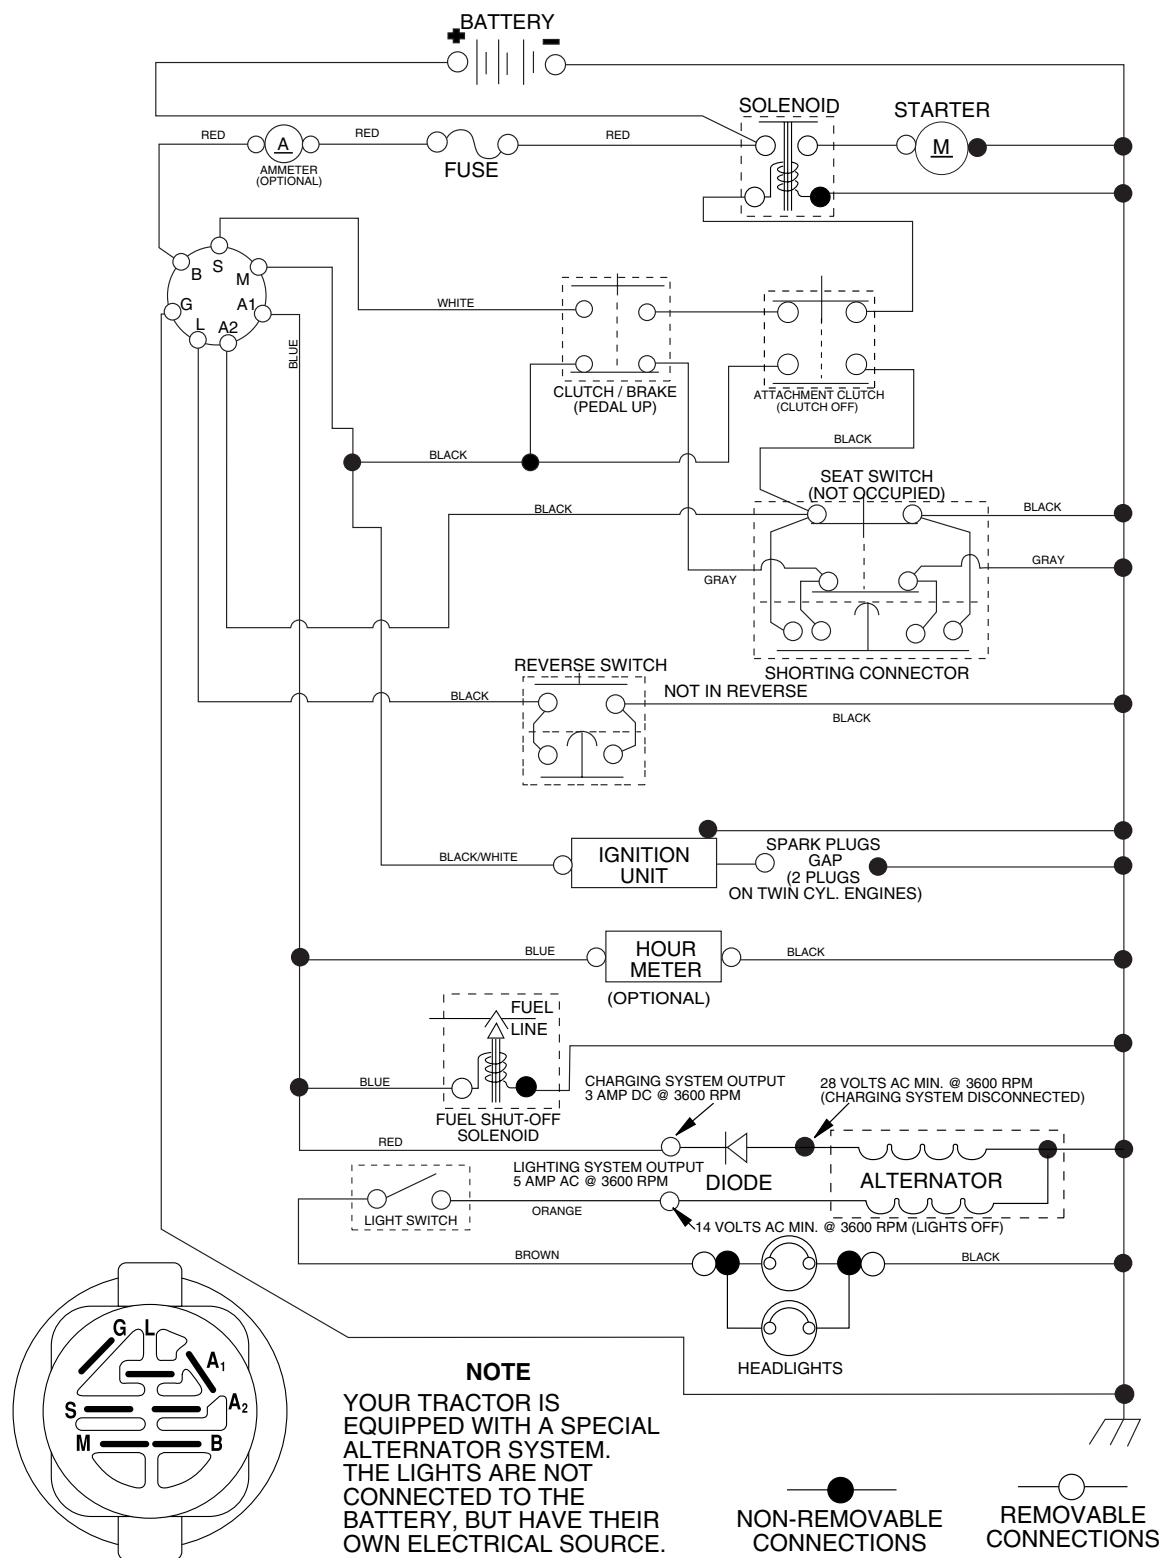 BATTERY
SOLENOID
STARTER
RED
A
RED
FUSE
RED
M
AMMETER
(OPTIONAL)
B
S
M
G
A1
L
A2
WHITE
BLUE
CLUTCH / BRAKE
(PEDAL UP)
ATTACHMENT CLUTCH
(CLUTCH OFF)
BLACK
BLACK
SEAT SWITCH
(NOT OCCUPIED)
BLACK
BLACK
GRAY
GRAY
SHORTING CONNECTOR
REVERSE SWITCH
BLACK
NOT IN REVERSE
BLACK
BLACK/WHITE
IGNITION
UNIT
SPARK PLUGS
GAP
(2 PLUGS
ON TWIN CYL. ENGINES)
BLUE
HOUR
METER
BLACK
(OPTIONAL)
FUEL
LINE
BLUE
FUEL SHUT-OFF
SOLENOID
CHARGING SYSTEM OUTPUT
3 AMP DC @ 3600 RPM
28 VOLTS AC MIN. @ 3600 RPM
(CHARGING SYSTEM DISCONNECTED)
RED
DIODE
ALTERNATOR
LIGHTING SYSTEM OUTPUT
5 AMP AC @ 3600 RPM
LIGHT SWITCH
ORANGE
14 VOLTS AC MIN. @ 3600 RPM (LIGHTS OFF)
BROWN
BLACK
HEADLIGHTS
G
L
A1
S
A2
M
B
NOTE
YOUR TRACTOR IS
EQUIPPED WITH A SPECIAL
ALTERNATOR SYSTEM.
THE LIGHTS ARE NOT
CONNECTED TO THE
BATTERY, BUT HAVE THEIR
OWN ELECTRICAL SOURCE.
NON-REMOVABLE
CONNECTIONS
REMOVABLE
CONNECTIONS